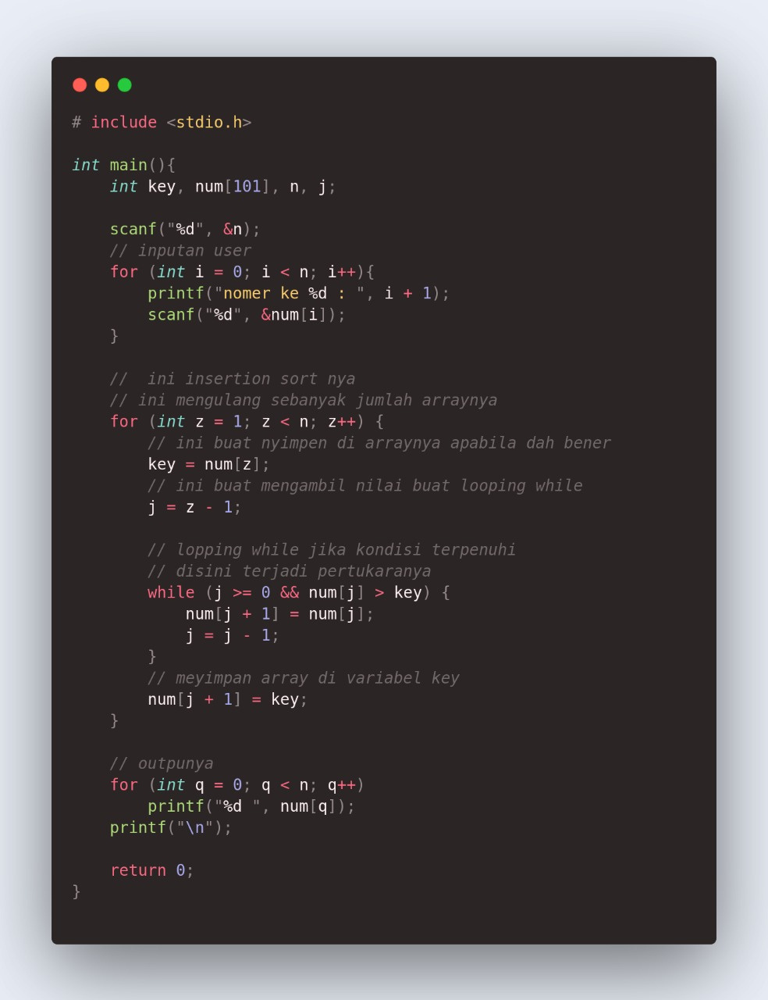 # include <stdio.h>
int main(){
    int key, num[101], n, j;
    scanf("%d", &n);
    // inputan user
    for (int i = 0; i < n; i++){
        printf("nomer ke %d : ", i + 1);
        scanf("%d", &num[i]);
    }
    //  ini insertion sort nya
    // ini mengulang sebanyak jumlah arraynya
    for (int z = 1; z < n; z++) {
        // ini buat nyimpen di arraynya apabila dah bener
        key = num[z];
        // ini buat mengambil nilai buat looping while
        j = z - 1;
        // lopping while jika kondisi terpenuhi
        // disini terjadi pertukaranya
        while (j >= 0 && num[j] > key) {
            num[j + 1] = num[j];
            j = j - 1;
        }
        // meyimpan array di variabel key
        num[j + 1] = key;
    }
    // outpunya
    for (int q = 0; q < n; q++)
        printf("%d ", num[q]);
    printf("\n");
    return 0;
}